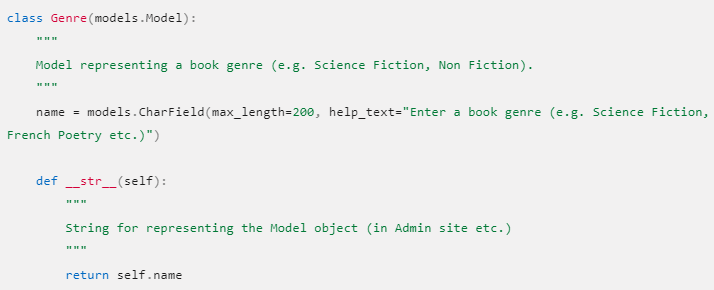 class Genre(models.Model):
    """
    Model representing a book genre (e.g. Science Fiction, Non Fiction).
    """
    name = models.CharField(max_length=200, help_text="Enter a book genre (e.g. Science Fiction,
French Poetry etc.)")

    def __str__(self):
        """
        String for representing the Model object (in Admin site etc.)
        """
        return self.name